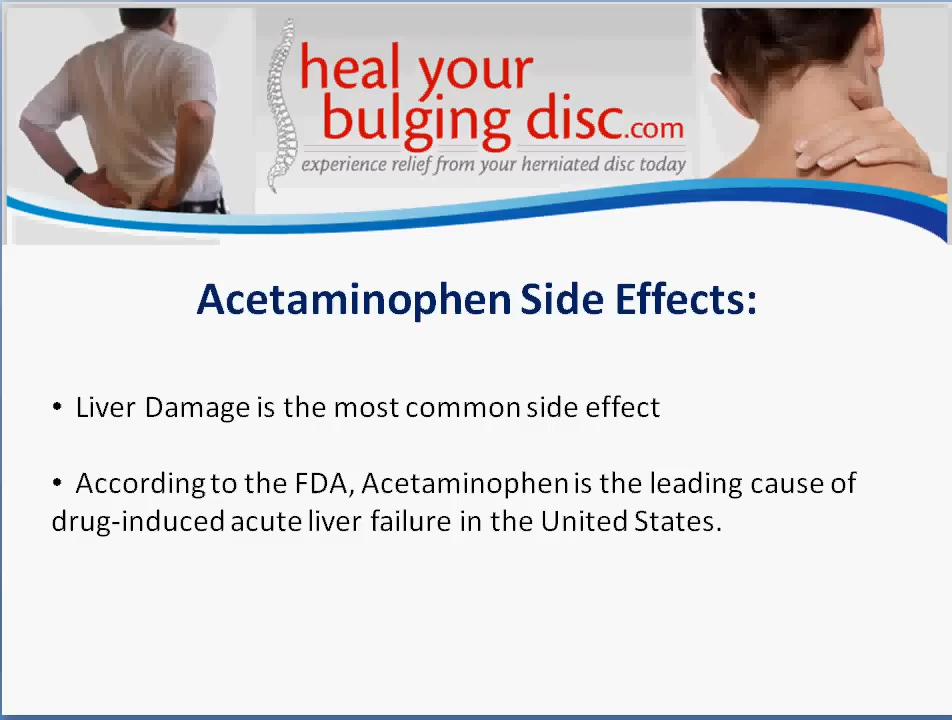 heal your
bulging disc.com
experience relief from your herniated disc today
Acetaminophen Side Effects:
• Liver Damage is the most common side effect
• According to the FDA, Acetaminophen is the leading cause of
drug-induced acute liver failure in the United States.